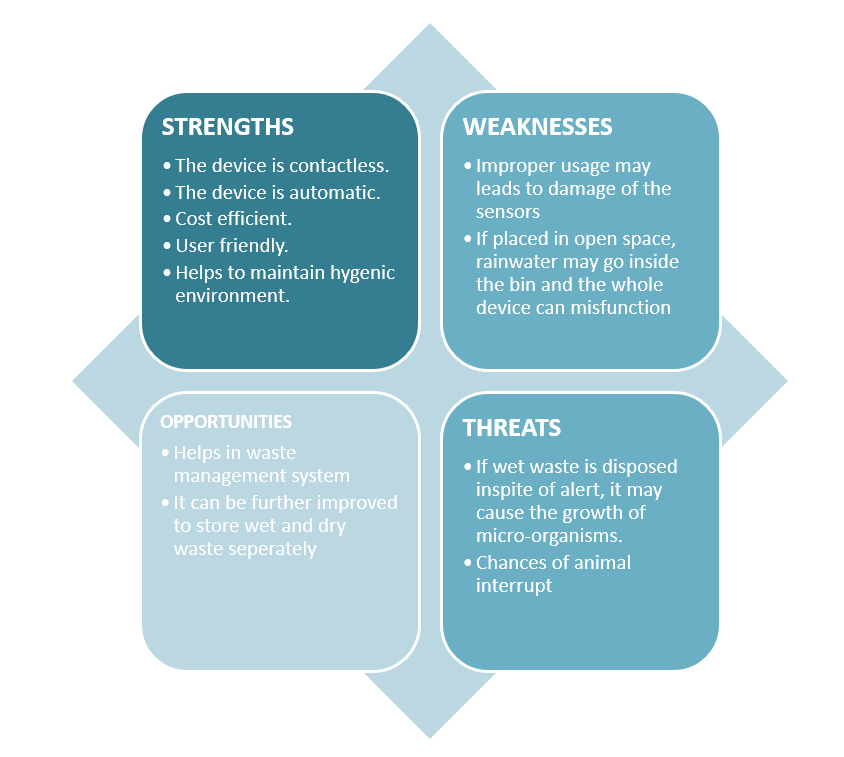 STRENGTHS
• The device is contactless.
• The device is automatic.
• Cost efficient.
• User friendly.
• Helps to maintain hygenic
environment.
WEAKNESSES
• Improper usage may
leads to damage of the
sensors
• If placed in open space,
rainwater may go inside
the bin and the whole
device can misfunction
OPPORTUNITIES
• Helps in waste
management system
• It can be further improved
to store wet and dry
waste seperately
THREATS
• If wet waste is disposed
inspite of alert, it may
cause the growth of
micro-organisms.
• Chances of animal
interrupt